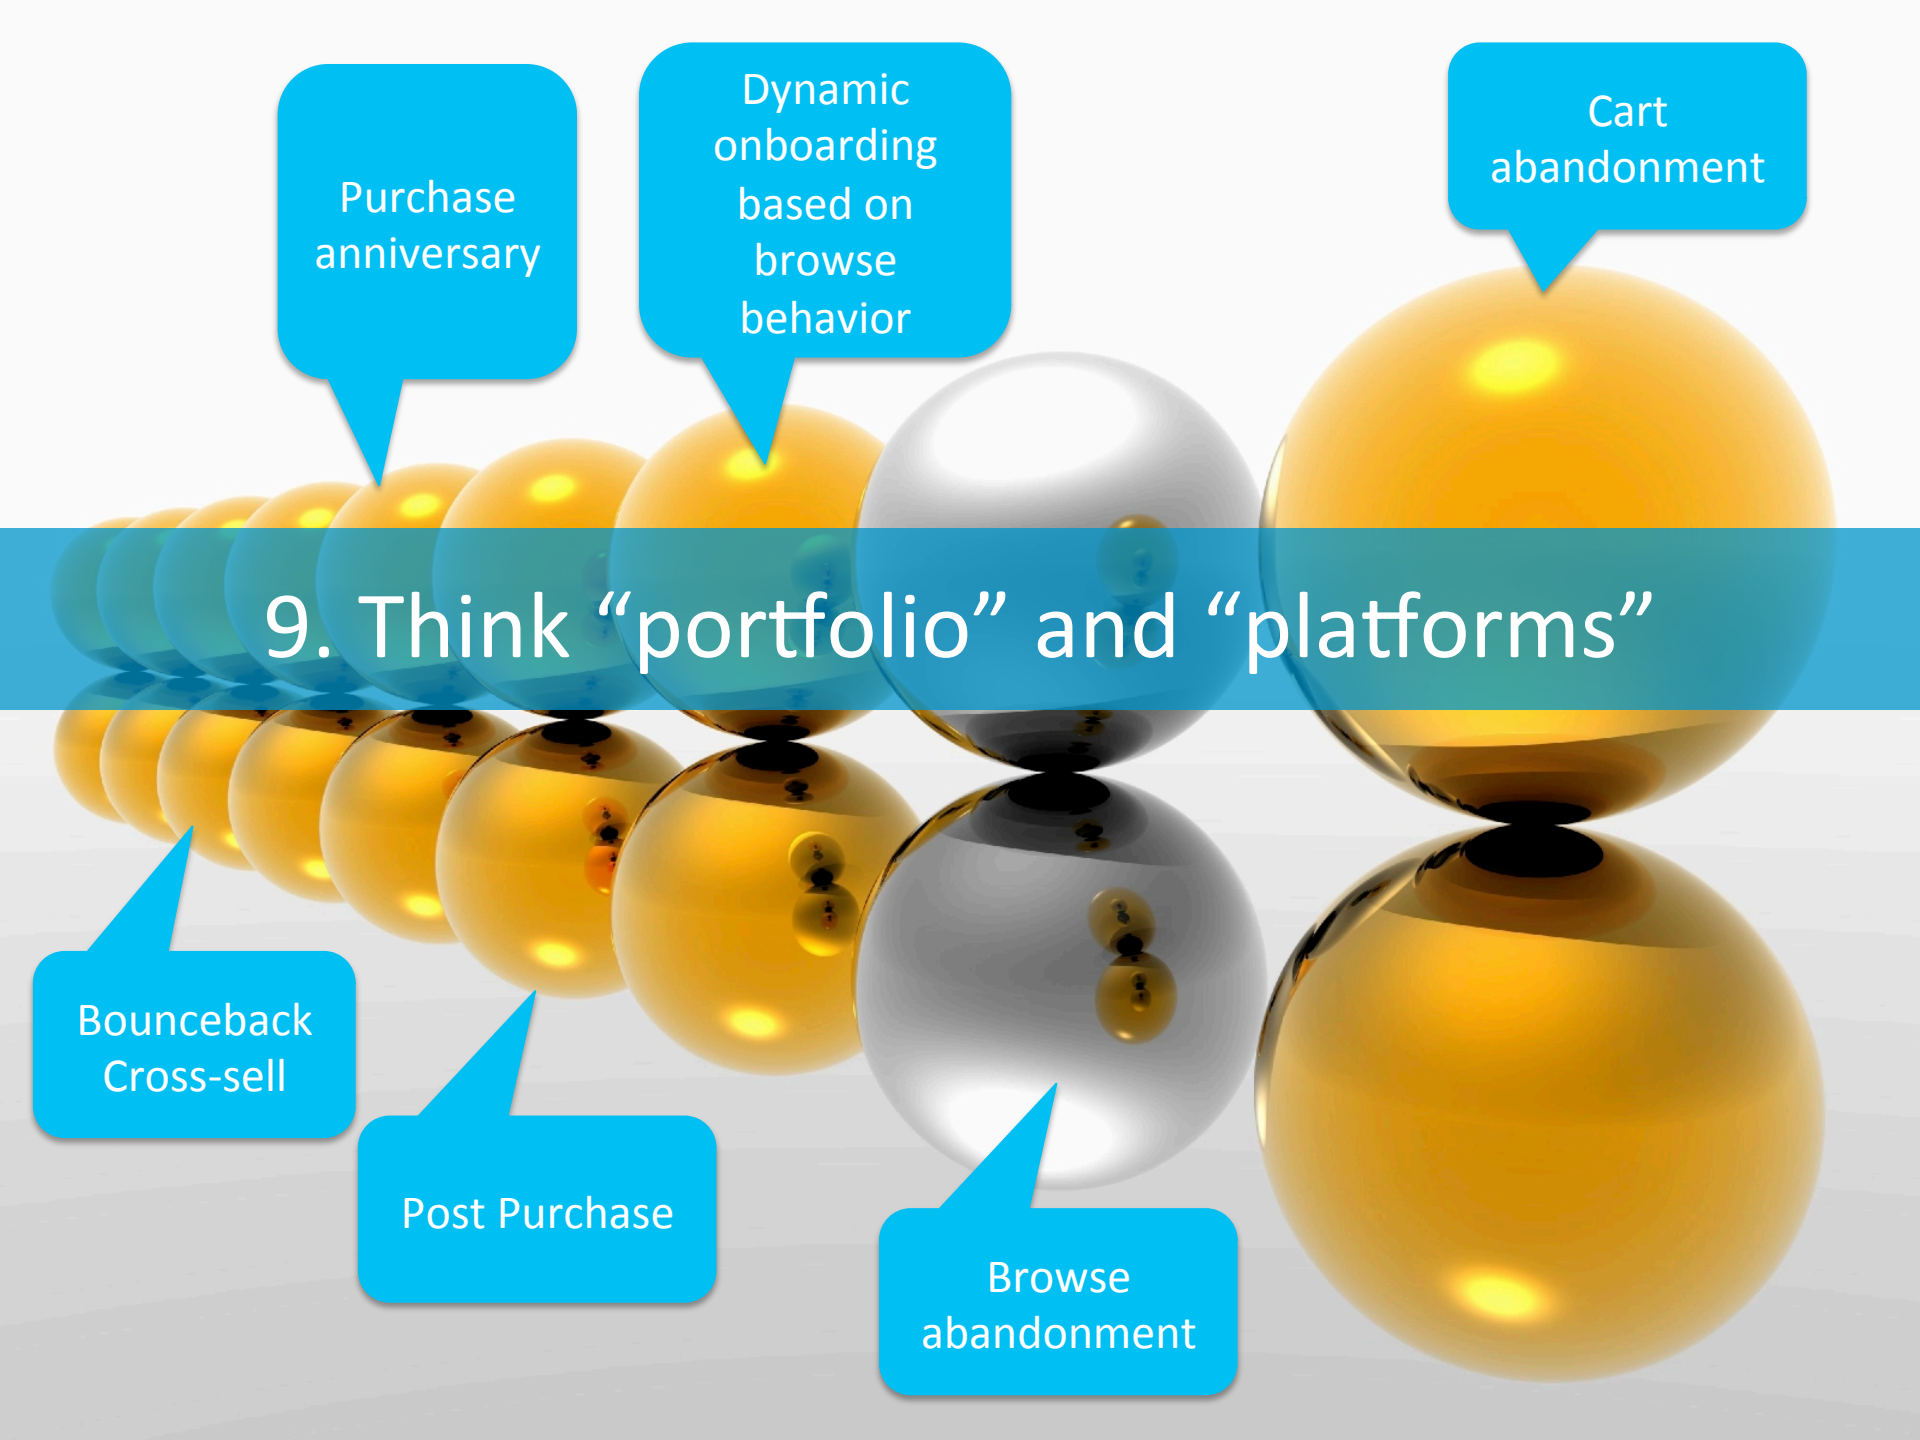 Purchase
anniversary
Dynamic
onboarding
based on
browse
behavior
Cart
abandonment
9. Think “portfolio” and “platforms”
Bounceback
Cross-sell
Post Purchase
Browse
abandonment